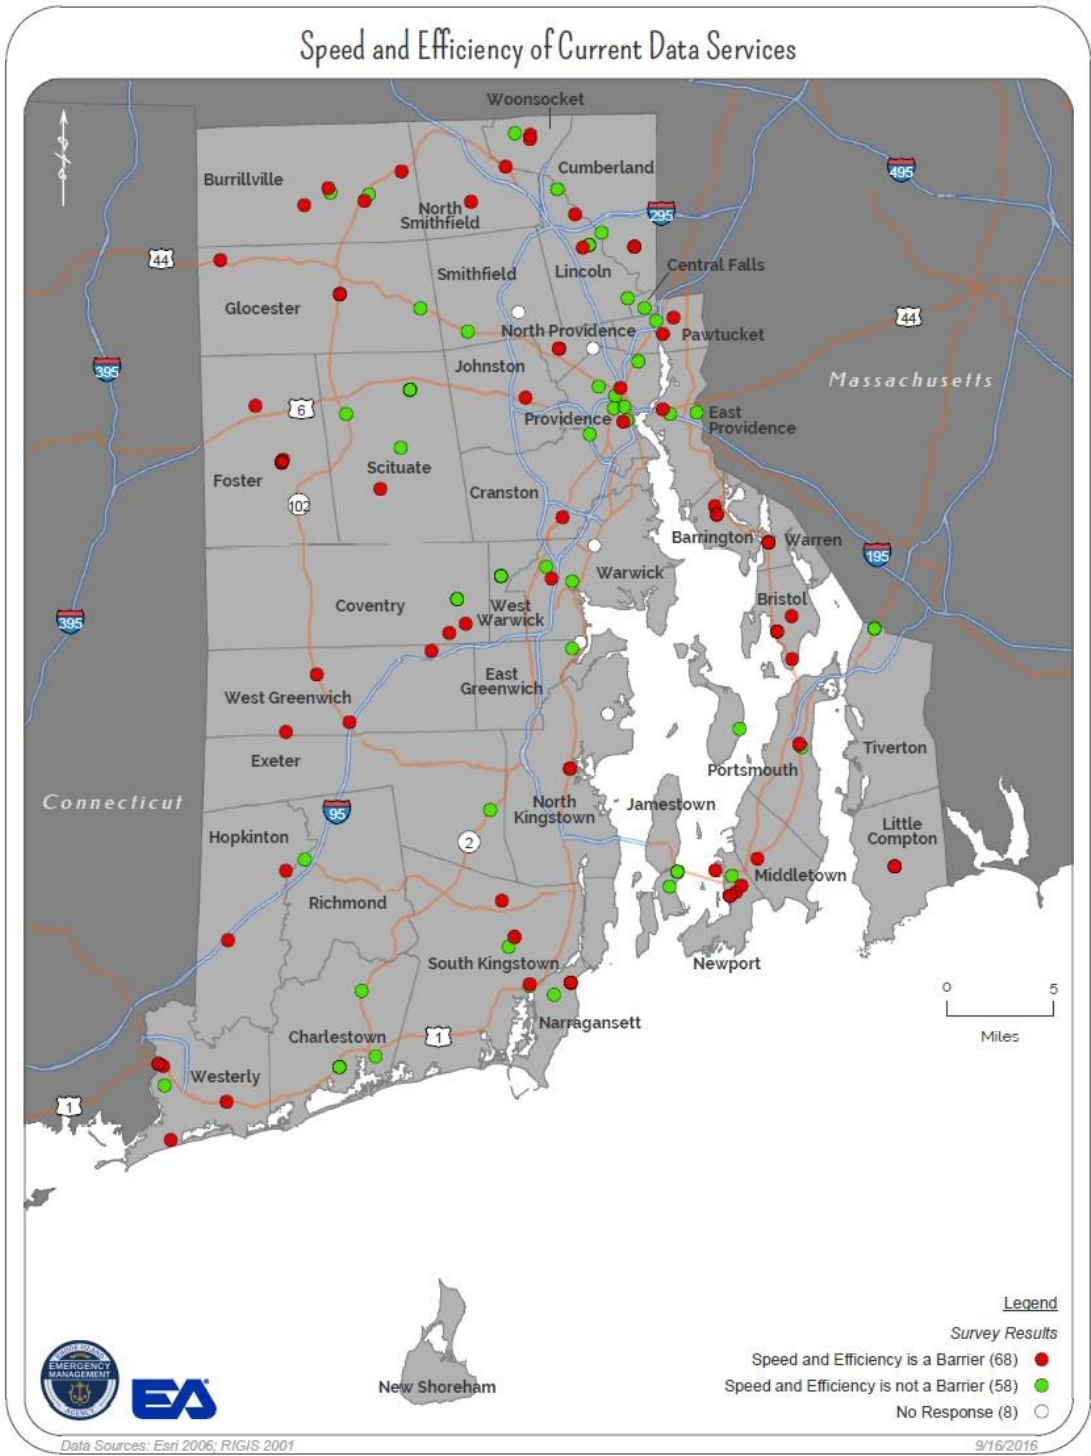 Speed and Efficiency of Current Data Services
Woonsocket
Cumberland
Burrillville
495
North
Smithfield
295
44
Smithfield
Lincoln
Central Falls
Glocester
44
North Providence
Pawtucket
395
Johnston
Massachusetts
6
Providence
East
Providence
Scituate
Foster
Cranston
102
Barrington
Warren
195
Warwick
Bristol
Coventry
West
Warwick
395
East
Greenwich
West Greenwich
Tiverton
Exeter
Portsmouth
Connecticut
North
Kingstown
Jamestown
95
Little
Compton
Hopkinton
2
Middletown
Richmond
South Kingstown
Newport
0 5
Miles
Narragansett
Charlestown
1
Westerly
1
New Shoreham
Legend
Survey Results
Speed and Efficiency is a Barrier (68)
Speed and Efficiency is not a Barrier (58)
No Response (8)
RHODE ISLAND
EMERGENCY
MANAGEMENT
AGENCY
EA
Data Sources: Esri 2006; RIGIS 2001
9/16/2016